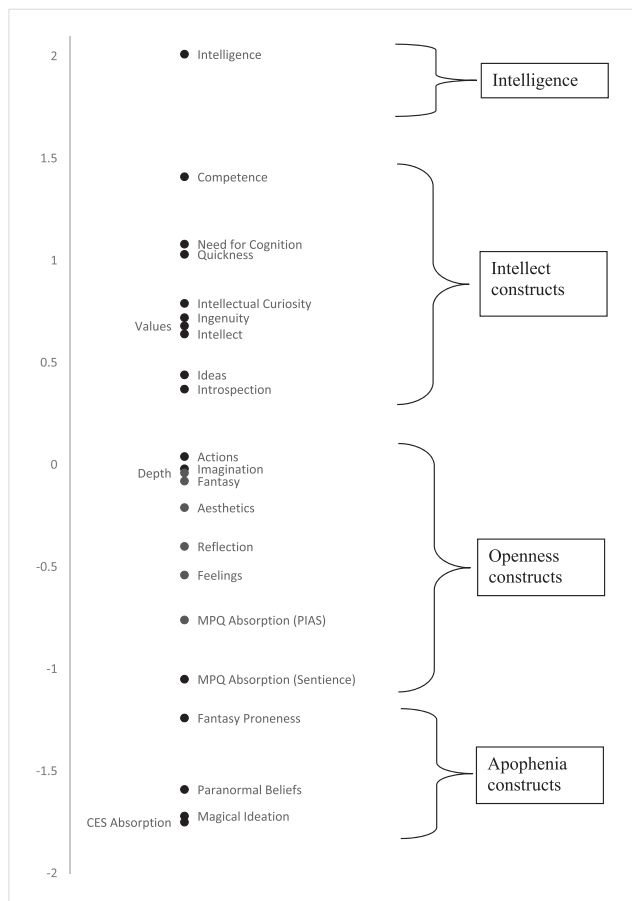 2
Intelligence
Intelligence
1.5
Competence
Need for Cognition
1
Quickness
Intellect
constructs
Intellectual Curiosity
Ingenuity
Values
Intellect
0.5
Ideas
Introspection
0
Actions
Imagination
Depth
Fantasy
Aesthetics
-0.5
Reflection
Openness
constructs
Feelings
MPQ Absorption (PIAS)
-1
MPQ Absorption (Sentience)
Fantasy Proneness
-1.5
Apophenia
constructs
Paranormal Beliefs
Magical Ideation
CES Absorption
-2